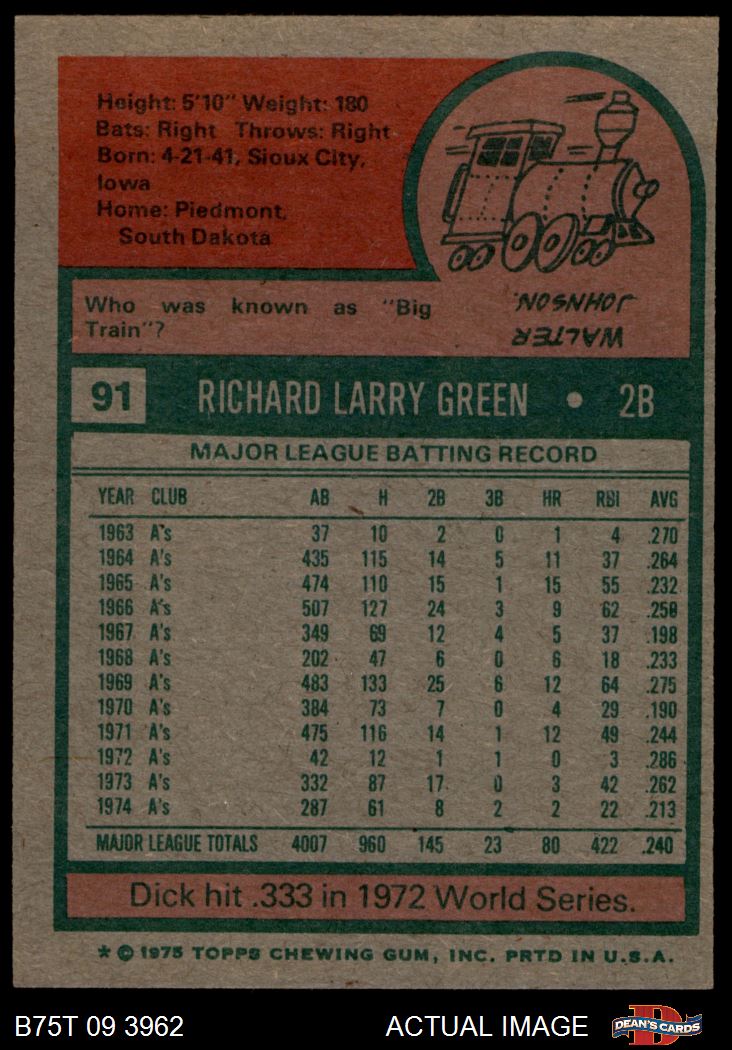 Height: 5'10" Weight: 180
Bats: Right Throws: Right
Born: 4-21-41, Sioux City,
Iowa
Home: Piedmont,
South Dakota
Who was known as "Big
Train"?
WALTER
JOHNSON.
91 RICHARD LARRY GREEN • 2B
MAJOR LEAGUE BATTING RECORD
YEAR CLUB AB H 2B 3B HR RBI AVG
1963 A's 37 10 2 0 1 4 .270
1964 A's 435 115 14 5 11 37 .264
1965 A's 474 110 15 1 15 55 .232
1966 A's 507 127 24 3 9 62 .250
1967 A's 349 69 12 4 5 37 .198
1968 A's 202 47 6 0 6 18 .233
1969 A's 483 133 25 6 12 64 .275
1970 A's 384 73 7 0 4 29 .190
1971 A's 475 116 14 1 12 49 .244
1972 A's 42 12 1 1 0 3 .286
1973 A's 332 87 17 0 3 42 .262
1974 A's 287 61 8 2 2 22 .213
MAJOR LEAGUE TOTALS 4007 960 145 23 80 422 .240
Dick hit .333 in 1972 World Series.
* © 1975 TOPPS CHEWING GUM, INC. PRTD IN U.S.A.
B75T 09 3962 ACTUAL IMAGE D DEAN'S CARDS